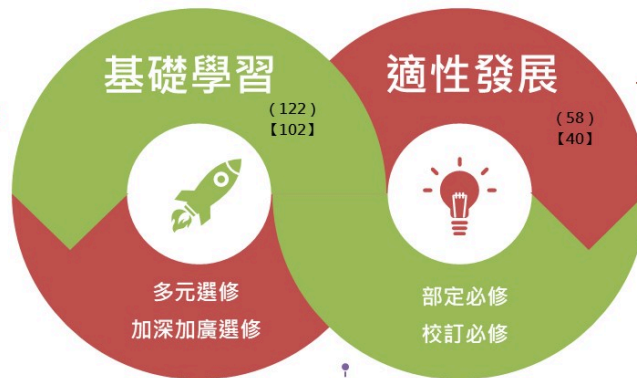 基礎學習
（122）
【102】
適性發展
（58）
【40】
多元選修
加深加廣選修
部定必修
校訂必修